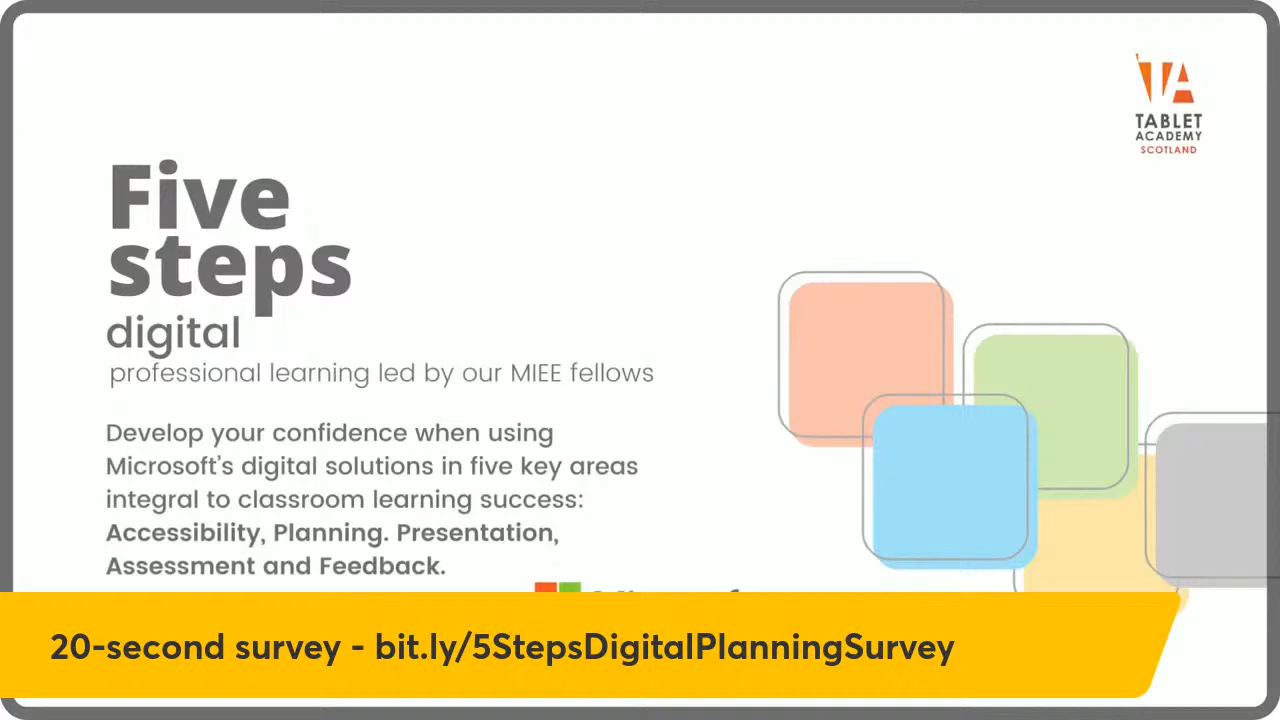 TABLET
ACADEMY
SCOTLAND
Five
steps
digital
professional learning led by our MIEE fellows
Develop your confidence when using
Microsoft's digital solutions in five key areas
integral to classroom learning success:
Accessibility, Planning. Presentation,
Assessment and Feedback.
20-second survey - bit.ly/5StepsDigitalPlanningSurvey